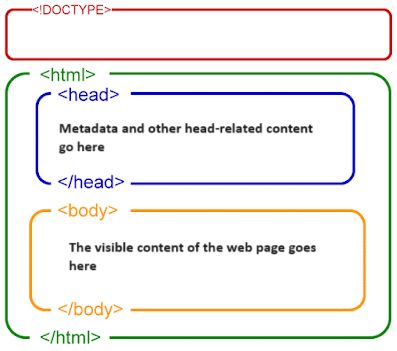 <!DOCTYPE>
<html>
<head>
Metadata and other head-related content
go here
</head>
<body>
The visible content of the web page goes
here
</body>
</html>